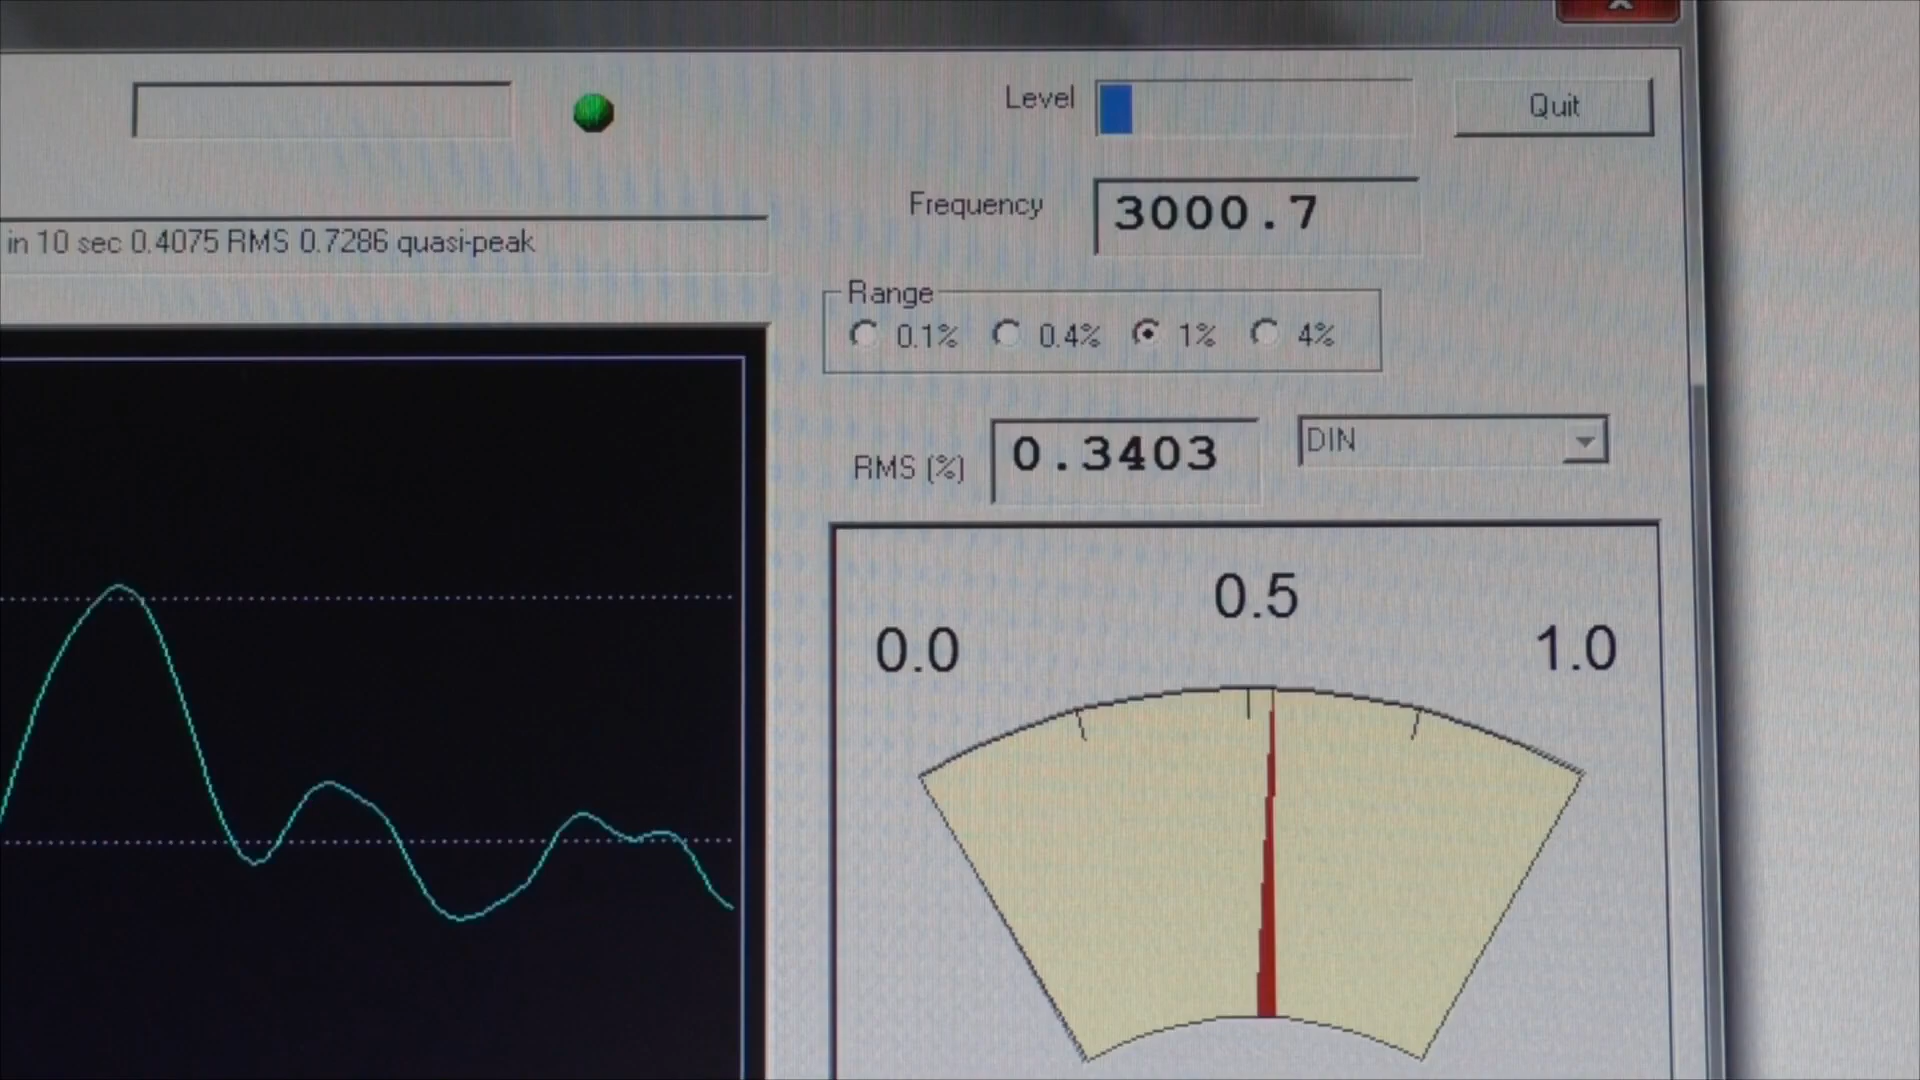 Level
Quit
Frequency
3000.7
in 10 sec 0.4075 RMS 0.7286 quasi-peak
Range
0.1% 0.4% 1% 4%
RMS (%)
0.3403
DIN
0.0
0.5
1.0